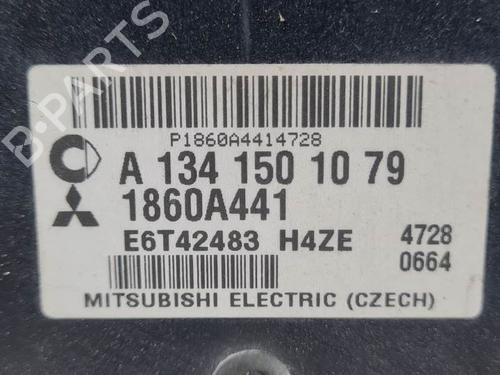 P1860A4414728
A 134 150 10 79
1860A441
E6T42483 H4ZE 4728
0664
MITSUBISHI ELECTRIC (CZECH)
B-PARTS